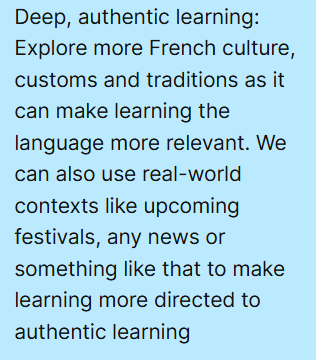 Deep, authentic learning:
Explore more French culture,
customs and traditions as it
can make learning the
language more relevant. We
can also use real-world
contexts like upcoming
festivals, any news or
something like that to make
learning more directed to
authentic learning